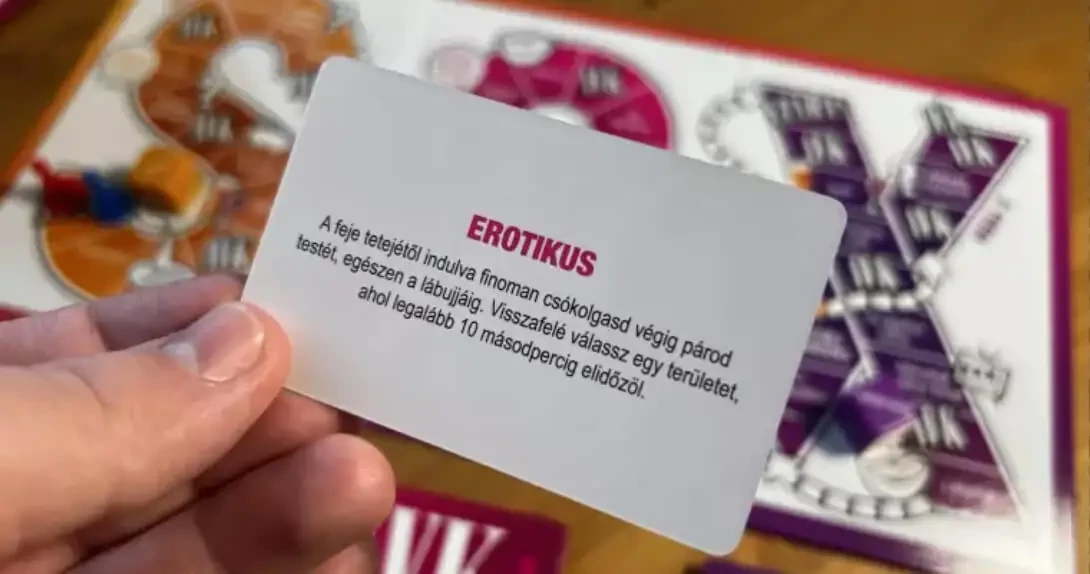 EROTIKUS
A feje tetejétől indulva finoman csókolgasd végig párod
testét, egészen a lábujjáig. Visszafelé válassz egy területet,
ahol legalább 10 másodpercig elidőzöl.